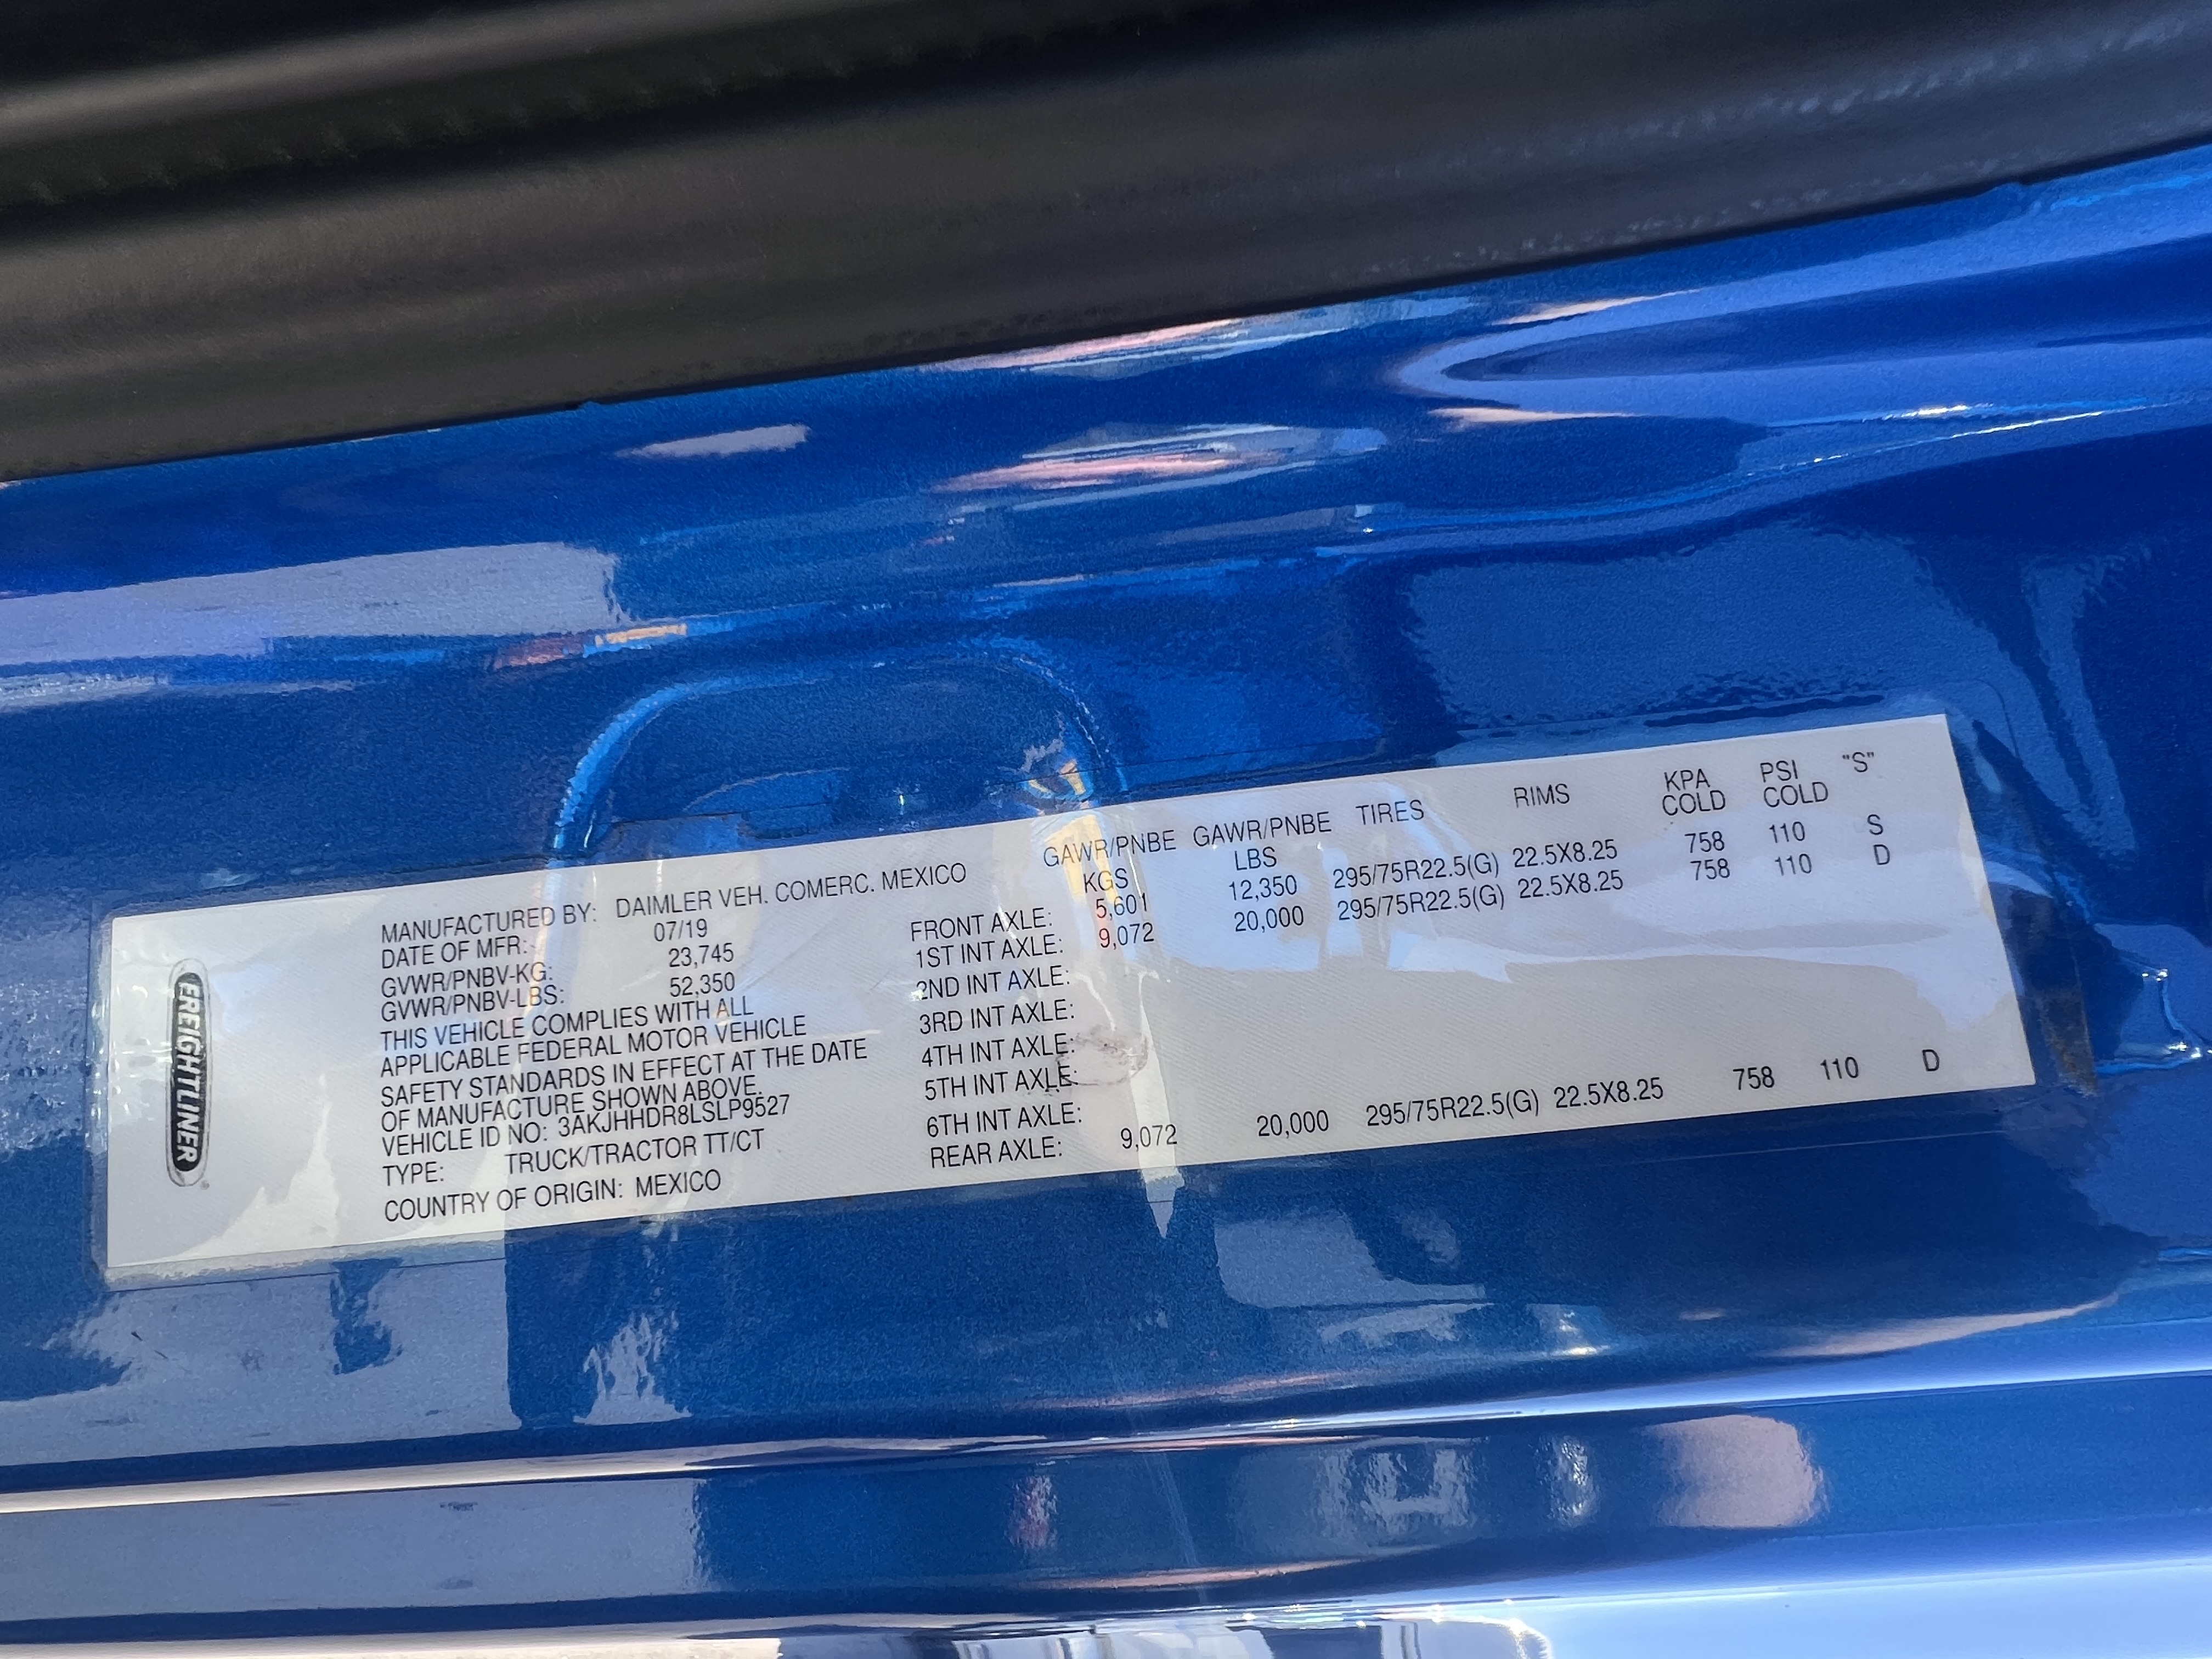 FREIGHTLINER
MANUFACTURED BY: DAIMLER VEH. COMERC. MEXICO
DATE OF MFR: 07/19
GVWR/PNBV-KG: 23,745
GVWR/PNBV-LBS: 52,350
THIS VEHICLE COMPLIES WITH ALL
APPLICABLE FEDERAL MOTOR VEHICLE
SAFETY STANDARDS IN EFFECT AT THE DATE
OF MANUFACTURE SHOWN ABOVE.
VEHICLE ID NO: 3AKJHHDR8LSLP9527
TYPE: TRUCK/TRACTOR TT/CT
COUNTRY OF ORIGIN: MEXICO
GAWR/PNBE GAWR/PNBE TIRES RIMS KPA PSI "S"
KGS LBS COLD COLD
FRONT AXLE: 5,601 12,350 295/75R22.5(G) 22.5X8.25 758 110 S
1ST INT AXLE: 9,072 20,000 295/75R22.5(G) 22.5X8.25 758 110 D
2ND INT AXLE:
3RD INT AXLE:
4TH INT AXLE:
5TH INT AXLE:
6TH INT AXLE:
REAR AXLE: 9,072 20,000 295/75R22.5(G) 22.5X8.25 758 110 D